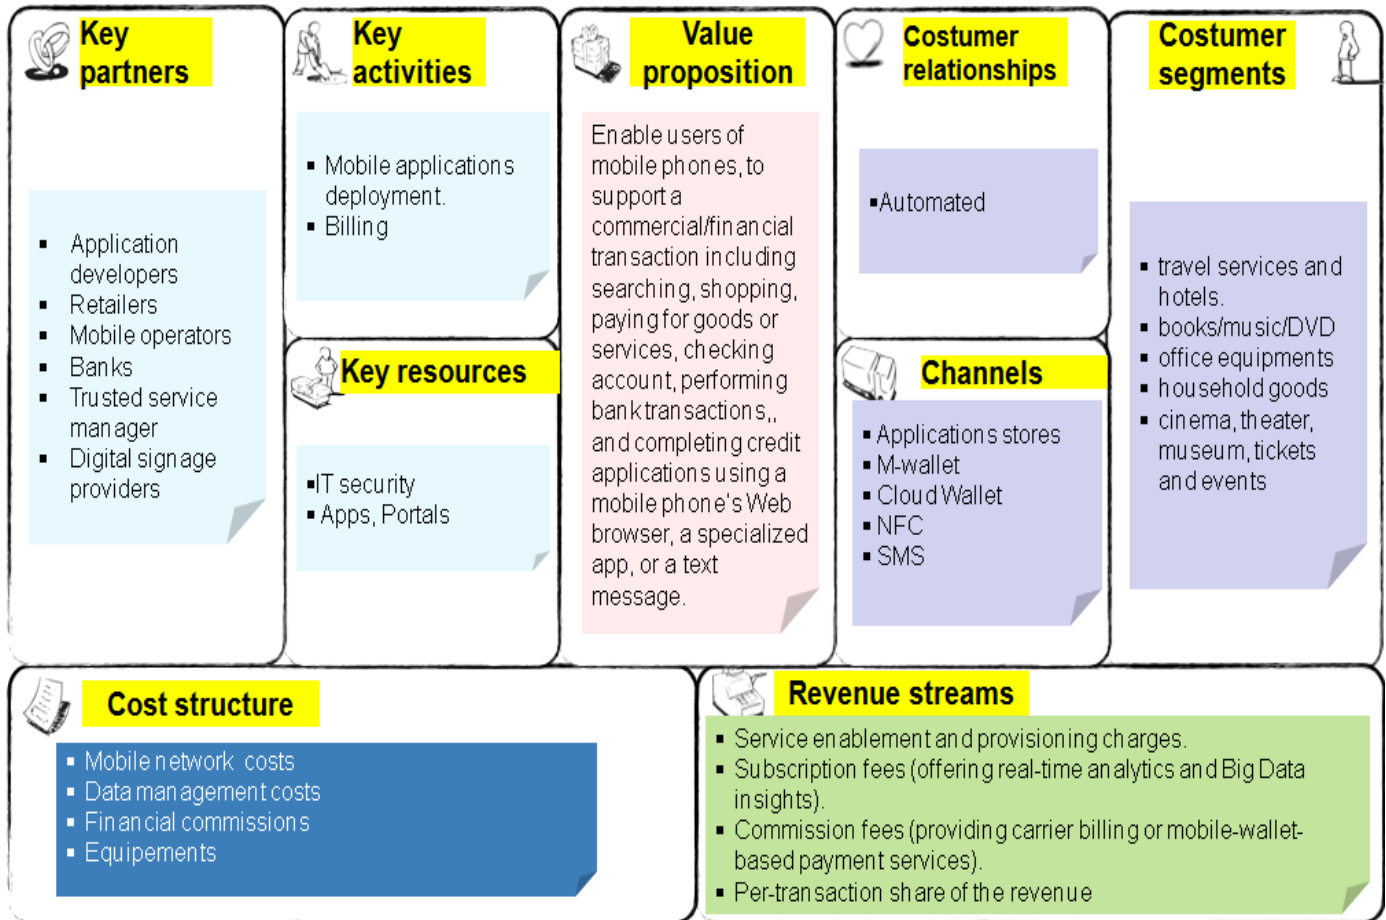 Key
partners
Application
developers
Retailers
Mobile operators
Banks
Trusted service
manager
Digital signage
providers
Key
activities
Mobile applications
deployment.
Billing
Key resources
IT security
Apps, Portals
Value
proposition
Enable users of
mobile phones, to
support a
commercial/financial
transaction including
searching, shopping,
paying for goods or
services, checking
account, performing
bank transactions,,
and completing credit
applications using a
mobile phone's Web
browser, a specialized
app, or a text
message.
Costumer
relationships
Automated
Channels
Applications stores
M-wallet
Cloud Wallet
NFC
SMS
Costumer
segments
travel services and
hotels.
books/music/DVD
office equipments
household goods
cinema, theater,
museum, tickets
and events
Cost structure
Mobile network costs
Data management costs
Financial commissions
Equipements
Revenue streams
Service enablement and provisioning charges.
Subscription fees (offering real-time analytics and Big Data
insights).
Commission fees (providing carrier billing or mobile-wallet-
based payment services).
Per-transaction share of the revenue